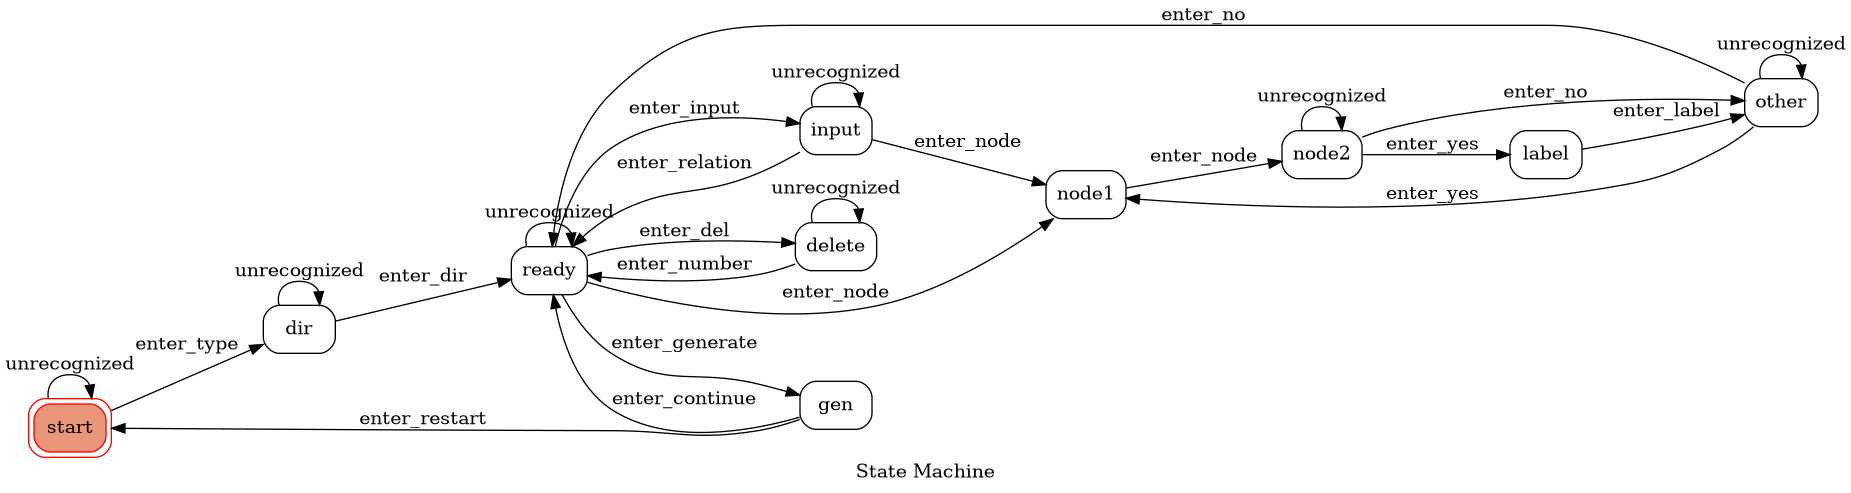 enter_no
unrecognized
other
unrecognized
input
enter_input
unrecognized
node2
enter_no
enter_label
enter_node
enter_yes
label
enter_relation
enter_node
node1
enter_yes
unrecognized
delete
unrecognized
ready
enter_del
enter_number
enter_node
unrecognized
dir
enter_dir
enter_type
enter_generate
unrecognized
start
enter_continue
gen
enter_restart
State Machine